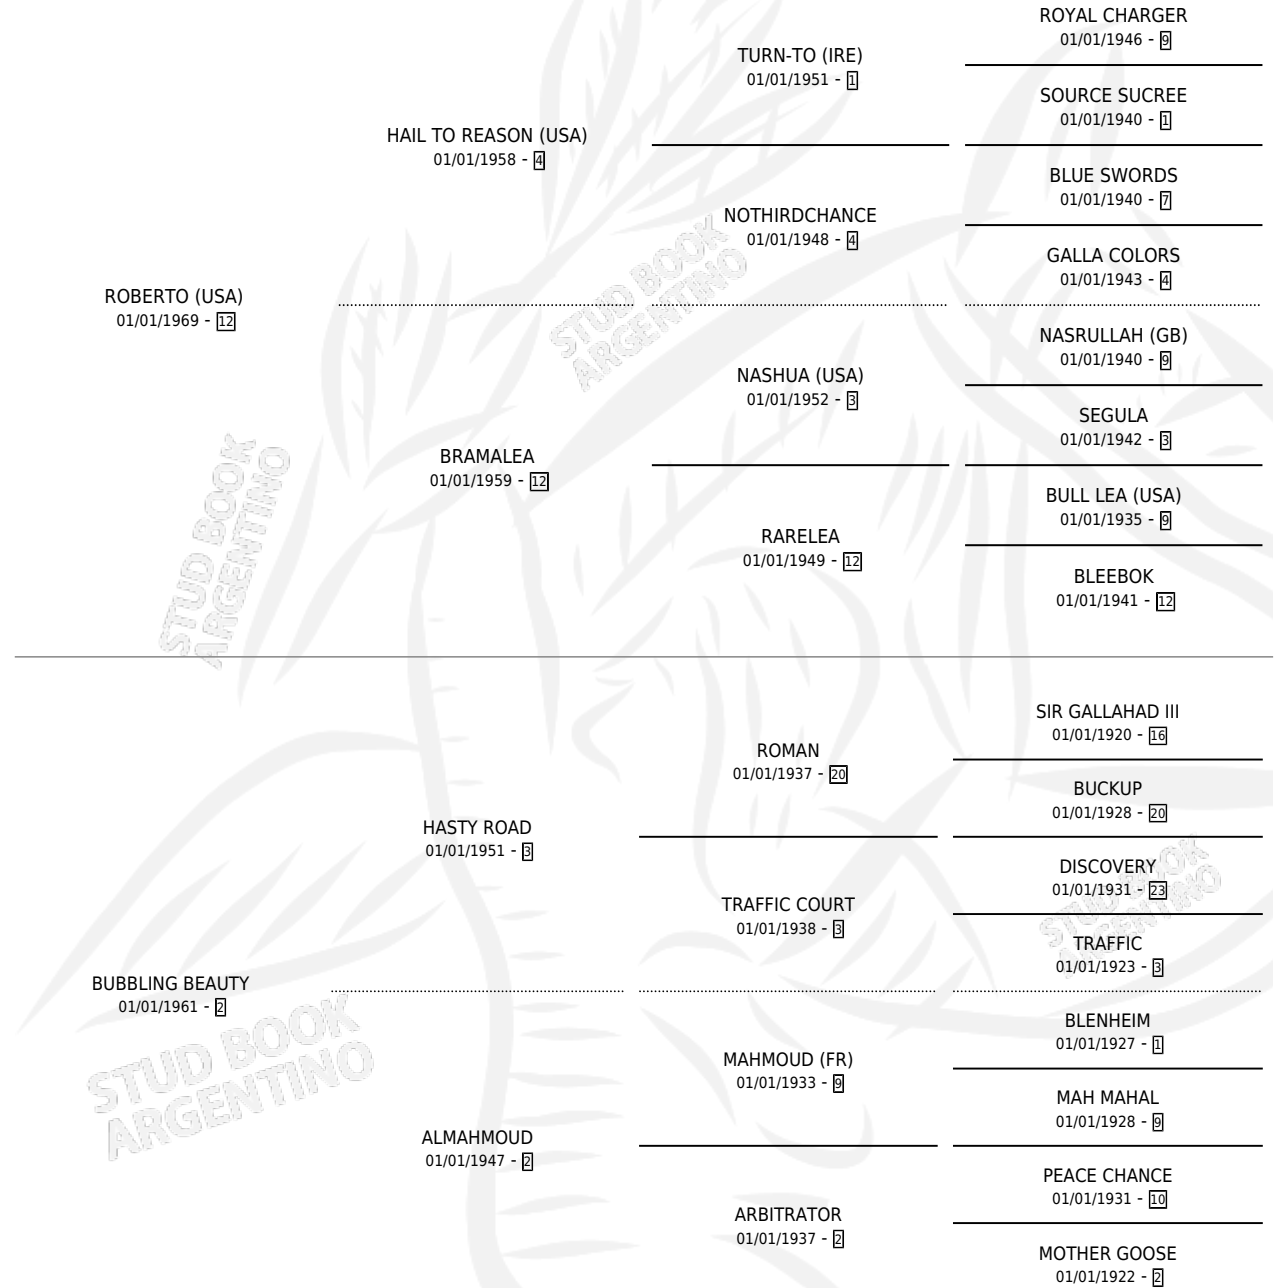 ROYAL CHARGER
01/01/1946 - 9
TURN-TO (IRE)
01/01/1951 - 1
SOURCE SUCREE
01/01/1940 - 1
HAIL TO REASON (USA)
01/01/1958 - 4
BLUE SWORDS
01/01/1940 - 7
NOTHIRDCHANCE
01/01/1948 - 4
GALLA COLORS
01/01/1943 - 4
ROBERTO (USA)
01/01/1969 - 12
STUD BOOK
ARGENTINO
NASRULLAH (GB)
01/01/1940 - 9
NASHUA (USA)
01/01/1952 - 3
SEGULA
01/01/1942 - 3
BRAMALEA
01/01/1959 - 12
BULL LEA (USA)
01/01/1935 - 9
RARELEA
01/01/1949 - 12
BLEEBOK
01/01/1941 - 12
STUD BOOK
ARGENTINO
SIR GALLAHAD III
01/01/1920 - 16
ROMAN
01/01/1937 - 20
BUCKUP
01/01/1928 - 20
HASTY ROAD
01/01/1951 - 3
DISCOVERY
01/01/1931 - 23
TRAFFIC COURT
01/01/1938 - 3
TRAFFIC
01/01/1923 - 3
STUD BOOK
ARGENTINO
BUBBLING BEAUTY
01/01/1961 - 2
BLENHEIM
01/01/1927 - 1
MAHMOUD (FR)
01/01/1933 - 9
MAH MAHAL
01/01/1928 - 9
STUD BOOK
ARGENTINO
ALMAHMOUD
01/01/1947 - 2
PEACE CHANCE
01/01/1931 - 10
ARBITRATOR
01/01/1937 - 2
MOTHER GOOSE
01/01/1922 - 2